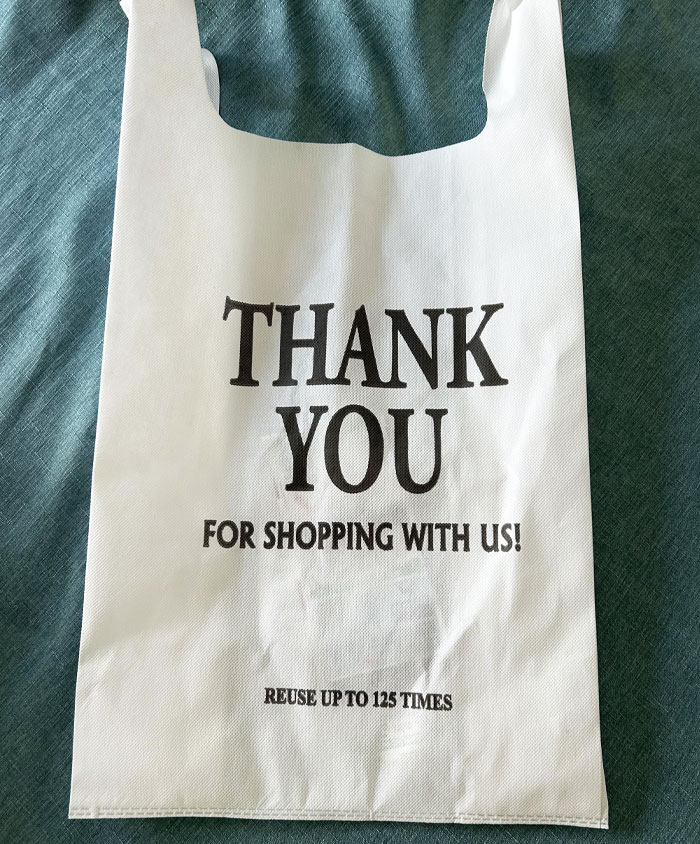 THANK
YOU
FOR SHOPPING WITH US!
REUSE UP TO 125 TIMES